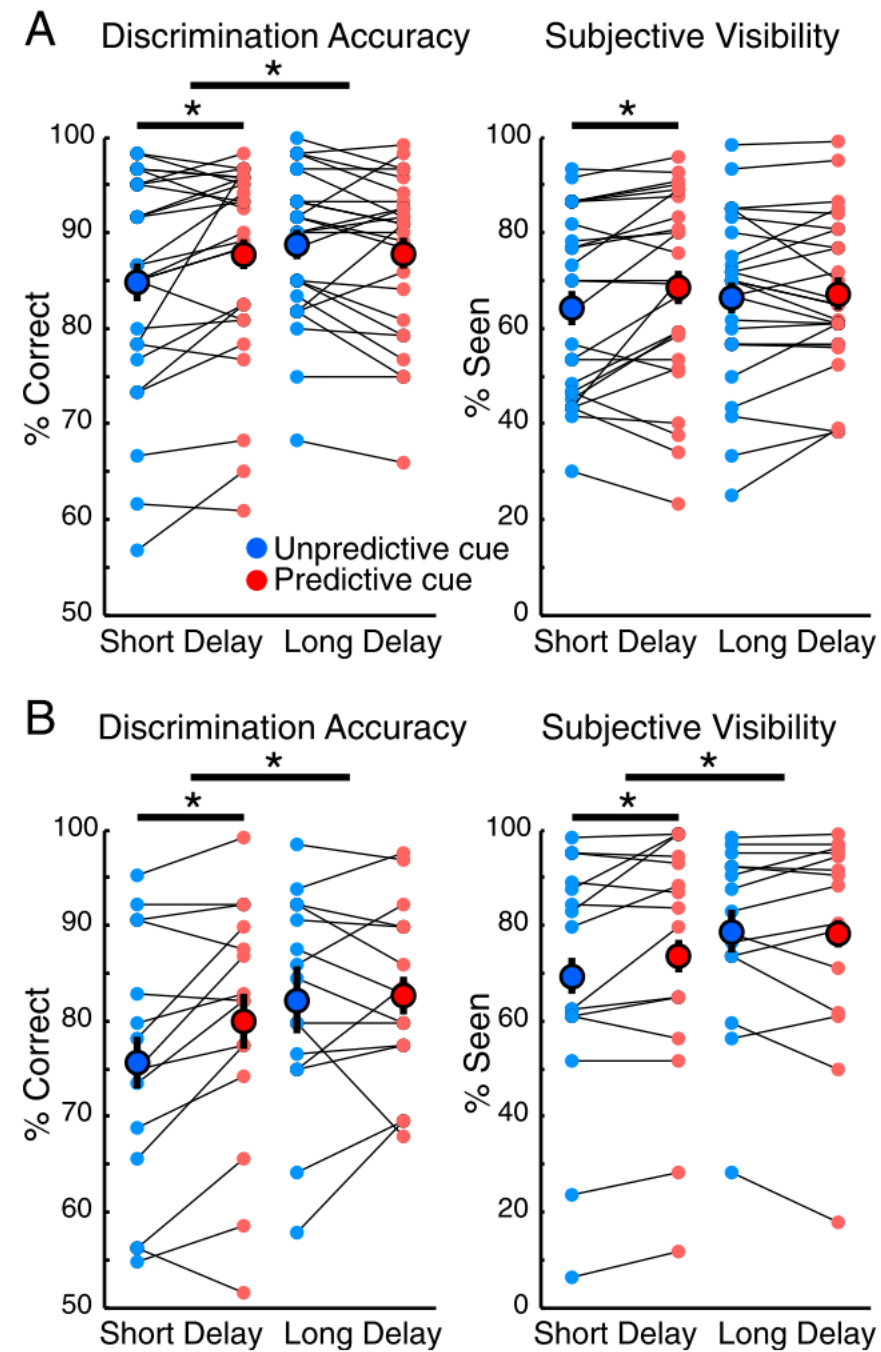 A
Discrimination Accuracy
Subjective Visibility
*
*
*
100
90
80
70
60
50
% Correct
100
80
60
40
20
0
% Seen
Unpredictive cue
Predictive cue
Short Delay
Long Delay
Short Delay
Long Delay
B
Discrimination Accuracy
Subjective Visibility
*
*
*
*
100
90
80
70
60
50
% Correct
100
80
60
40
20
0
% Seen
Short Delay
Long Delay
Short Delay
Long Delay